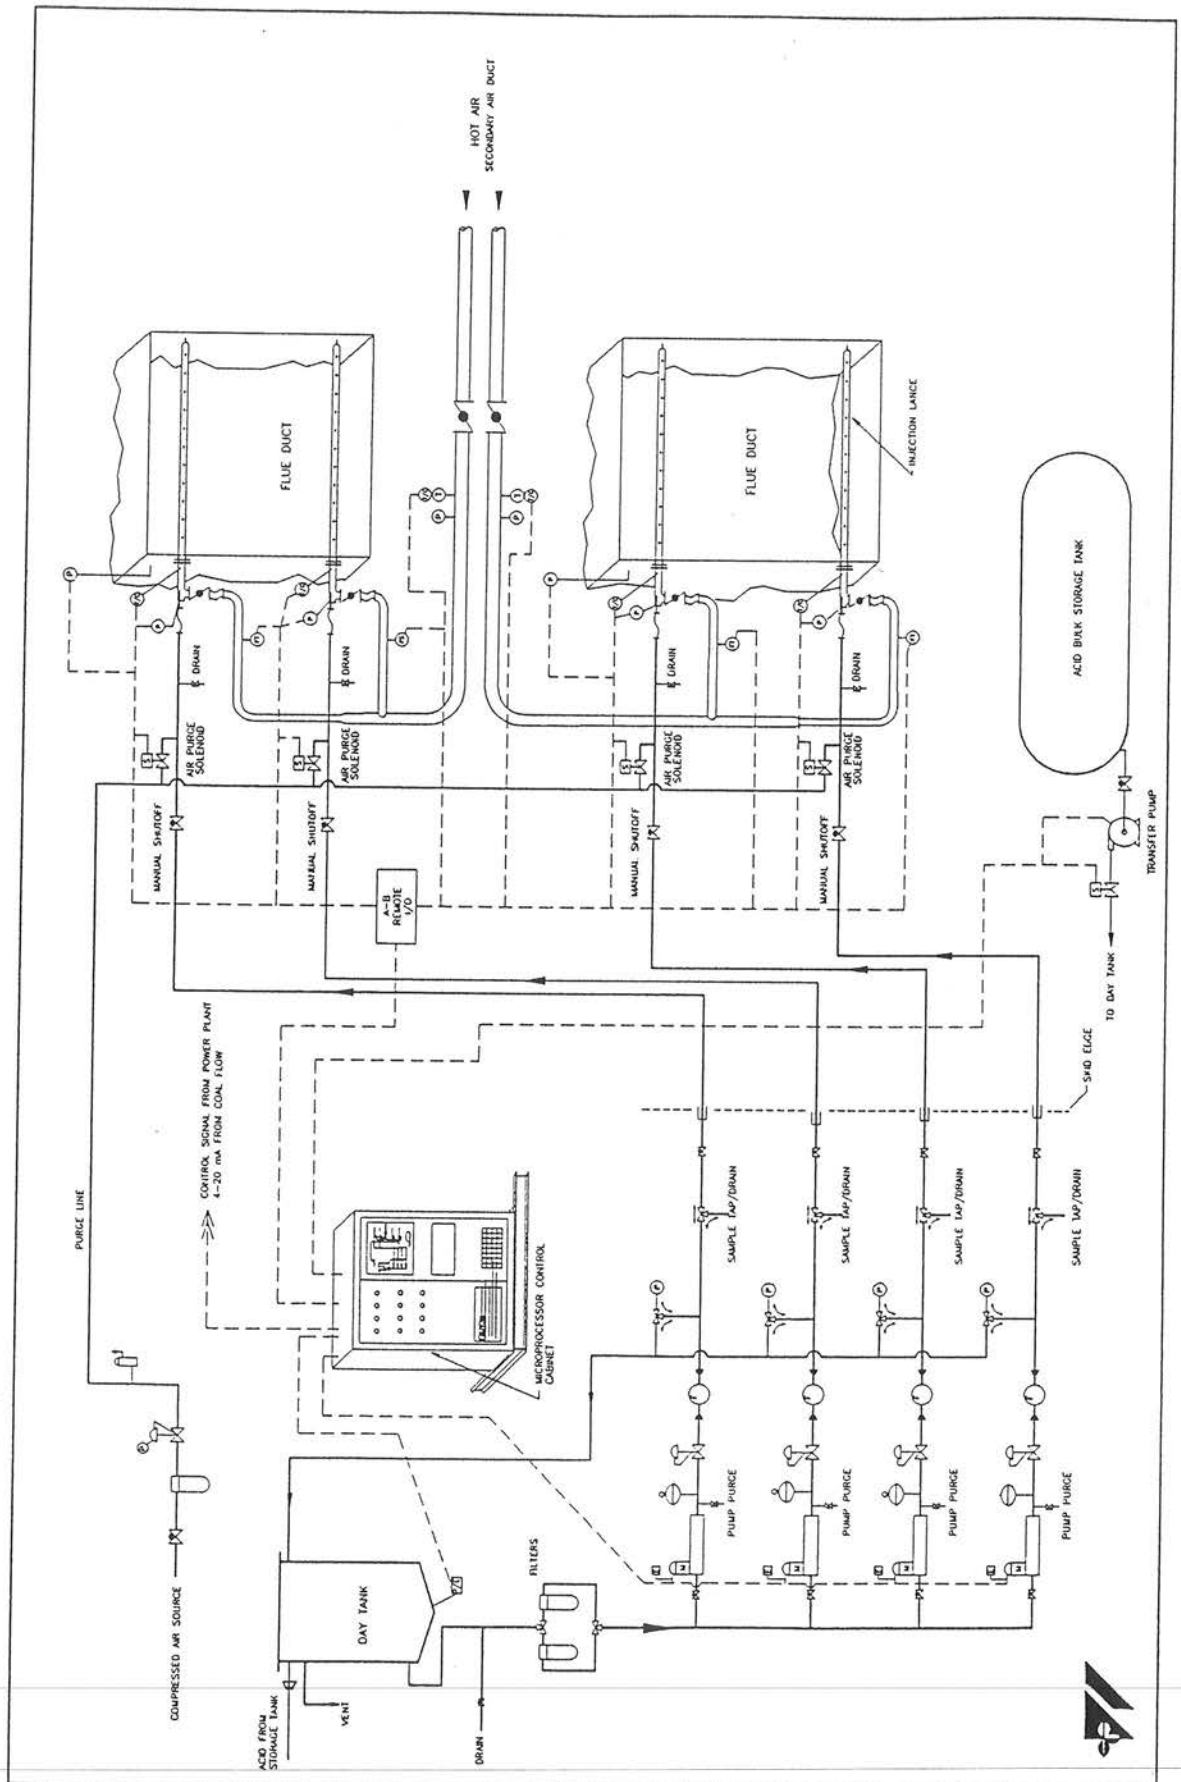 HOT AIR
SECONDARY AIR DUCT
FLUE DUCT
FLUE DUCT
INJECTION LANCE
P
P
P
P
P
P
T
T
P
P
M
M
M
M
DRAIN
DRAIN
DRAIN
DRAIN
S
S
S
S
AIR PURGE
SOLENOID
AIR PURGE
SOLENOID
AIR PURGE
SOLENOID
AIR PURGE
SOLENOID
MANUAL SHUTOFF
MANUAL SHUTOFF
MANUAL SHUTOFF
MANUAL SHUTOFF
A-B
REMOTE
I/O
ACID BULK STORAGE TANK
TRANSFER PUMP
S
TO DAY TANK
SKID EDGE
PURGE LINE
CONTROL SIGNAL FROM POWER PLANT
4-20 mA FROM COAL FLOW
MICROPROCESSOR CONTROL
CABINET
SAMPLE TAP/DRAIN
SAMPLE TAP/DRAIN
SAMPLE TAP/DRAIN
SAMPLE TAP/DRAIN
P
P
P
P
P
PUMP PURGE
PUMP PURGE
PUMP PURGE
PUMP PURGE
M
M
M
M
COMPRESSED AIR SOURCE
DAY TANK
P/T
FILTERS
ACID FROM
STORAGE TANK
VENT
DRAIN